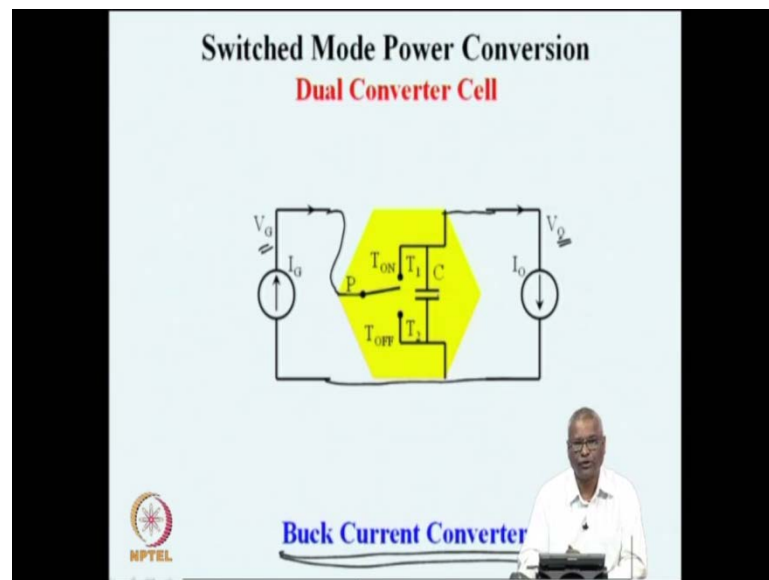 Switched Mode Power Conversion
Dual Converter Cell
V_G
V_O
T_ON T_1 C
I_G
P
I_O
T_OFF T_2
Buck Current Converter
NPTEL